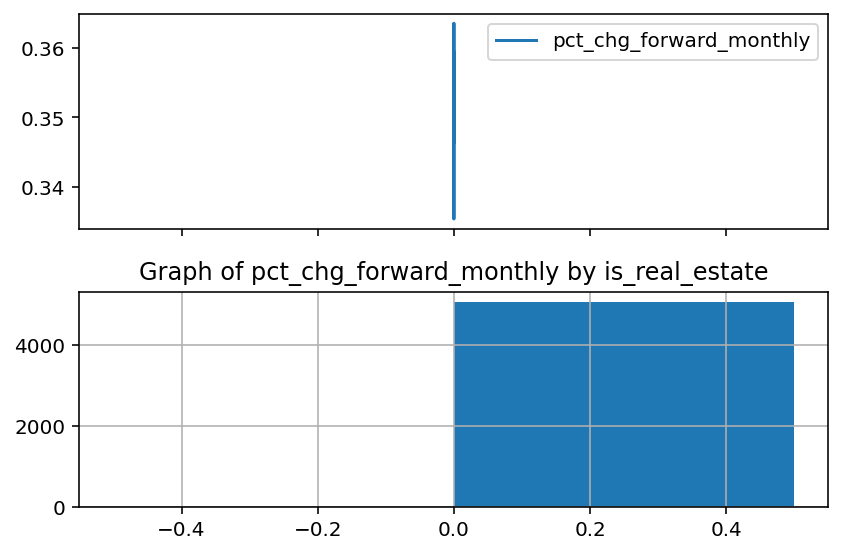 0.36
0.35
0.34
pct_chg_forward_monthly
Graph of pct_chg_forward_monthly by is_real_estate
4000
2000
0
−0.4 −0.2 0.0 0.2 0.4